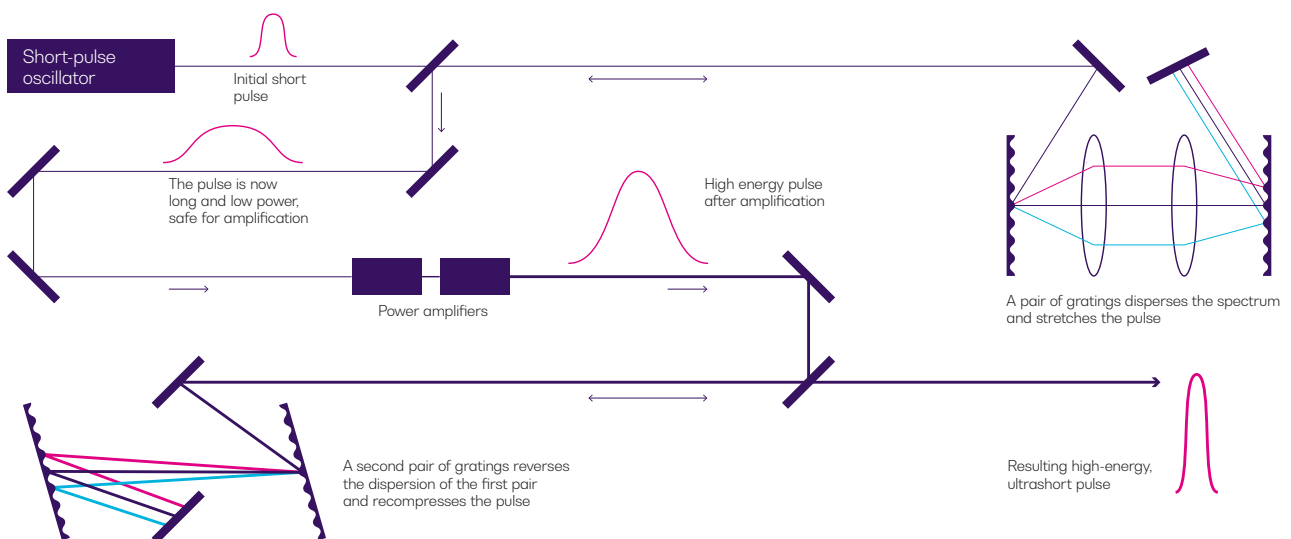 Short-pulse
oscillator
Initial short
pulse
The pulse is now
long and low power,
safe for amplification
High energy pulse
after amplification
Power amplifiers
A pair of gratings disperses the spectrum
and stretches the pulse
A second pair of gratings reverses
the dispersion of the first pair
and recompresses the pulse
Resulting high-energy,
ultrashort pulse